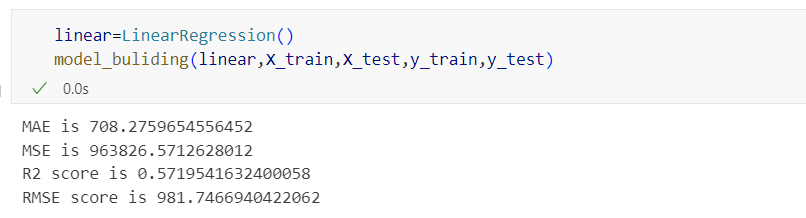 linear=LinearRegression()
model_buliding(linear,X_train,X_test,y_train,y_test)
0.0s
MAE is 708.2759654556452
MSE is 963826.5712628012
R2 score is 0.5719541632400058
RMSE score is 981.7466940422062